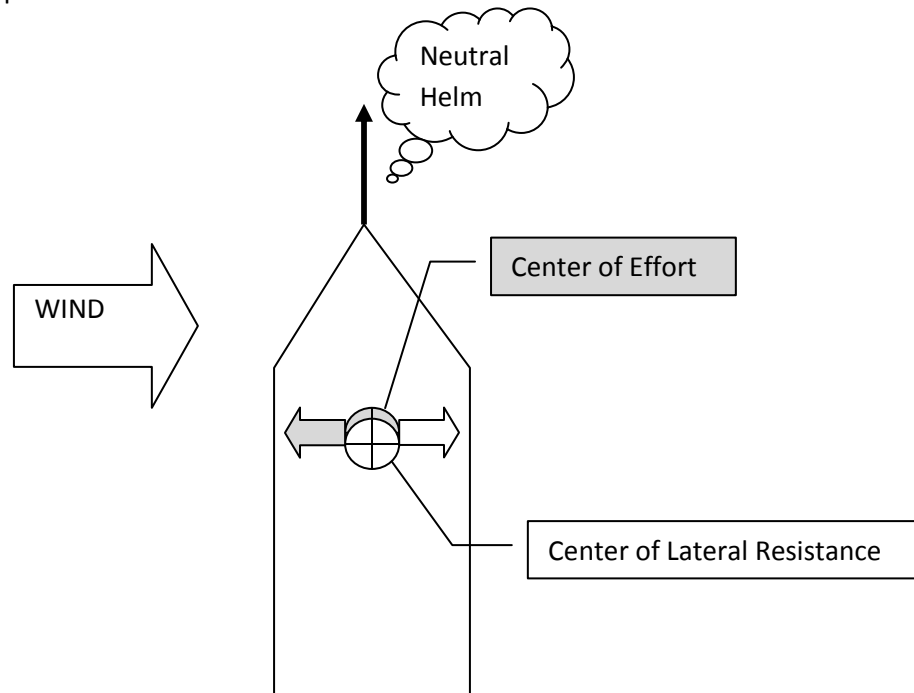 Neutral
Helm
Center of Effort
WIND
Center of Lateral Resistance